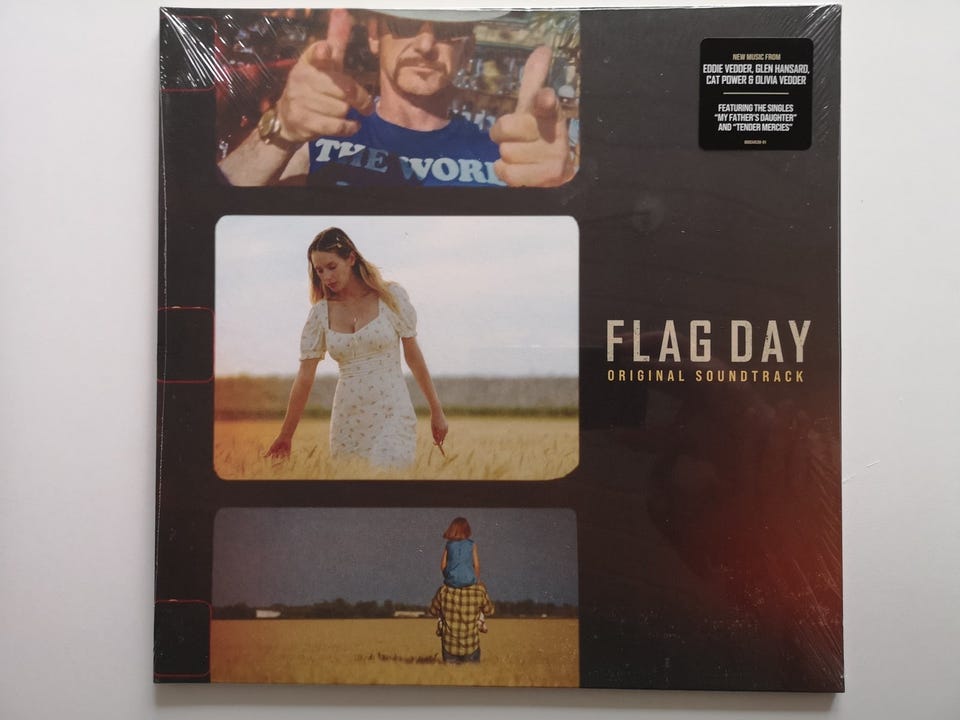 THE WORL
NEW MUSIC FROM
EDDIE VEDDER, GLEN HANSARD,
CAT POWER & OLIVIA VEDDER
FEATURING THE SINGLES
"MY FATHER'S DAUGHTER"
AND "TENDER MERCIES"
FLAG DAY
ORIGINAL SOUNDTRACK